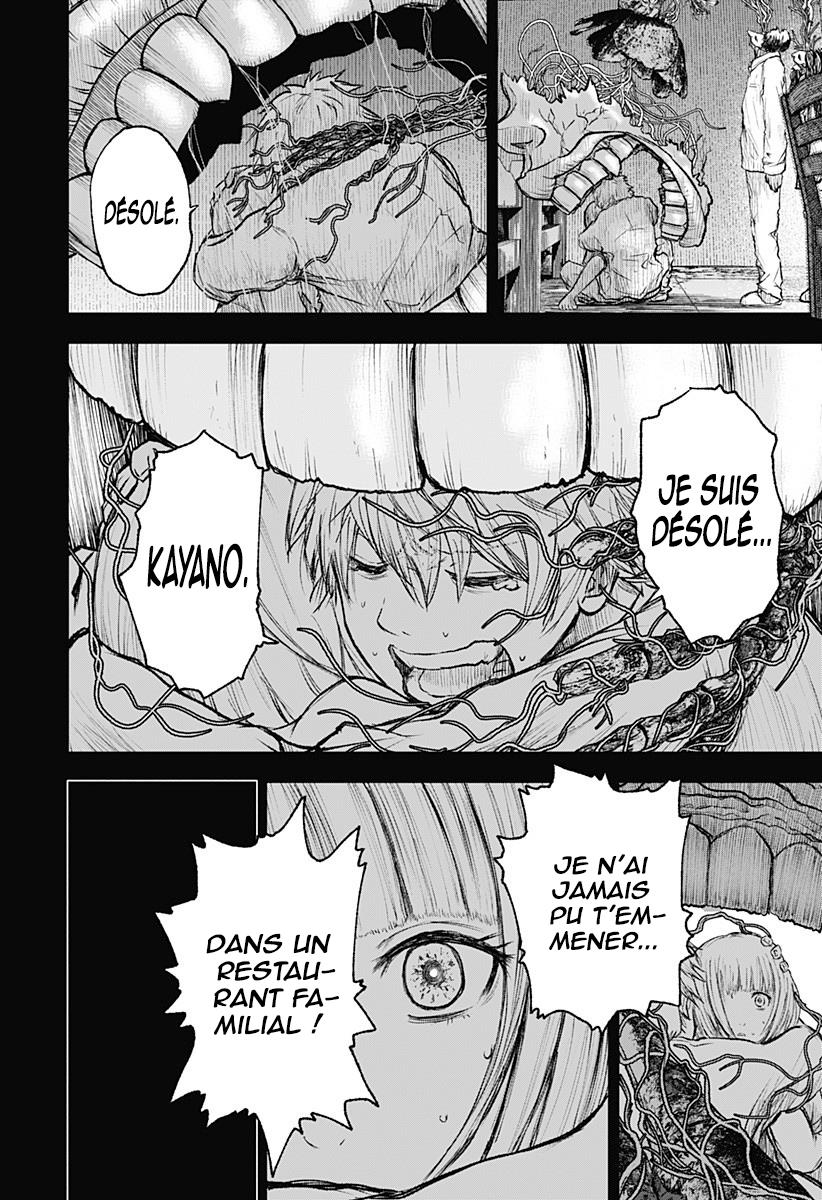 DÉSOLÉ.
JE SUIS
DÉSOLÉ...
KAYANO.
JE N'AI
JAMAIS
PU T'EM-
MENER...
DANS UN
RESTAU-
RANT FA-
MILIAL !